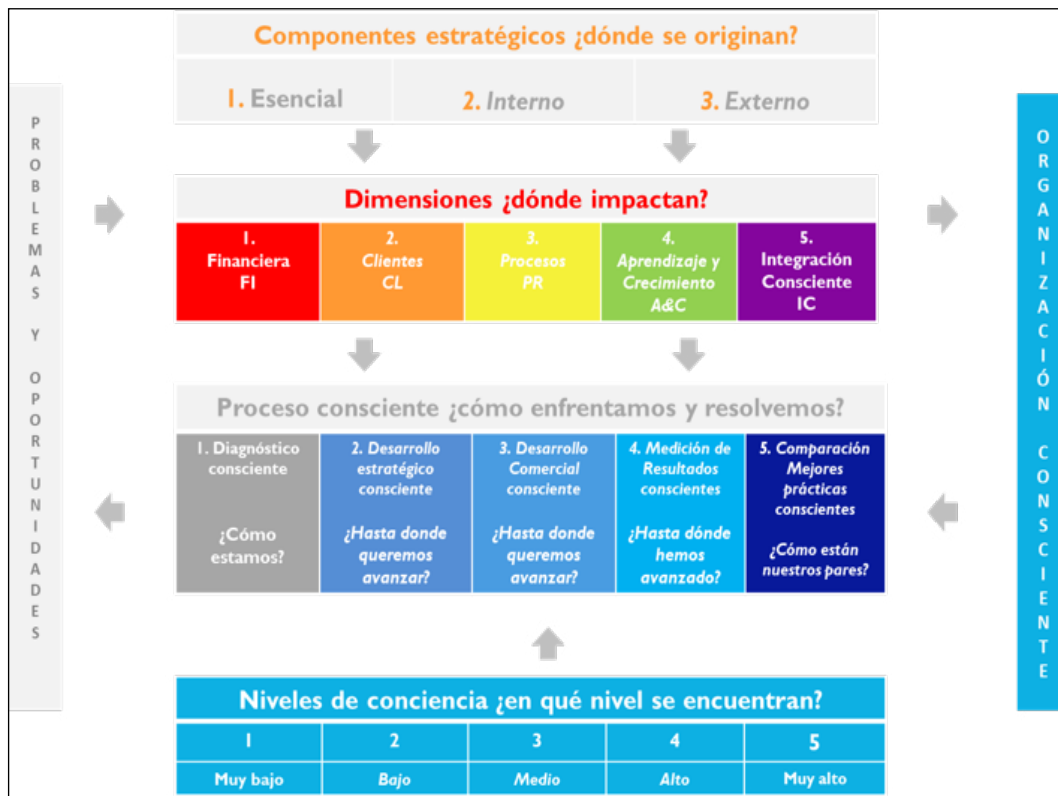 Componentes estratégicos ¿dónde se originan?
1. Esencial
2. Interno
3. Externo
PROBLEMAS Y OPORTUNIDADES
Dimensiones ¿dónde impactan?
1.
Financiera
FI
2.
Clientes
CL
3.
Procesos
PR
4.
Aprendizaje y
Crecimiento
A&C
5.
Integración
Consciente
IC
Proceso consciente ¿cómo enfrentamos y resolvemos?
1. Diagnóstico
consciente
¿Cómo
estamos?
2. Desarrollo
estratégico
consciente
¿Hasta donde
queremos
avanzar?
3. Desarrollo
Comercial
consciente
¿Hasta donde
queremos
avanzar?
4. Medición de
Resultados
conscientes
¿Hasta dónde
hemos
avanzado?
5. Comparación
Mejores
prácticas
conscientes
¿Cómo están
nuestros pares?
Niveles de conciencia ¿en qué nivel se encuentran?
1
2
3
4
5
Muy bajo
Bajo
Medio
Alto
Muy alto
ORGANIZACIÓN CONSCIENTE